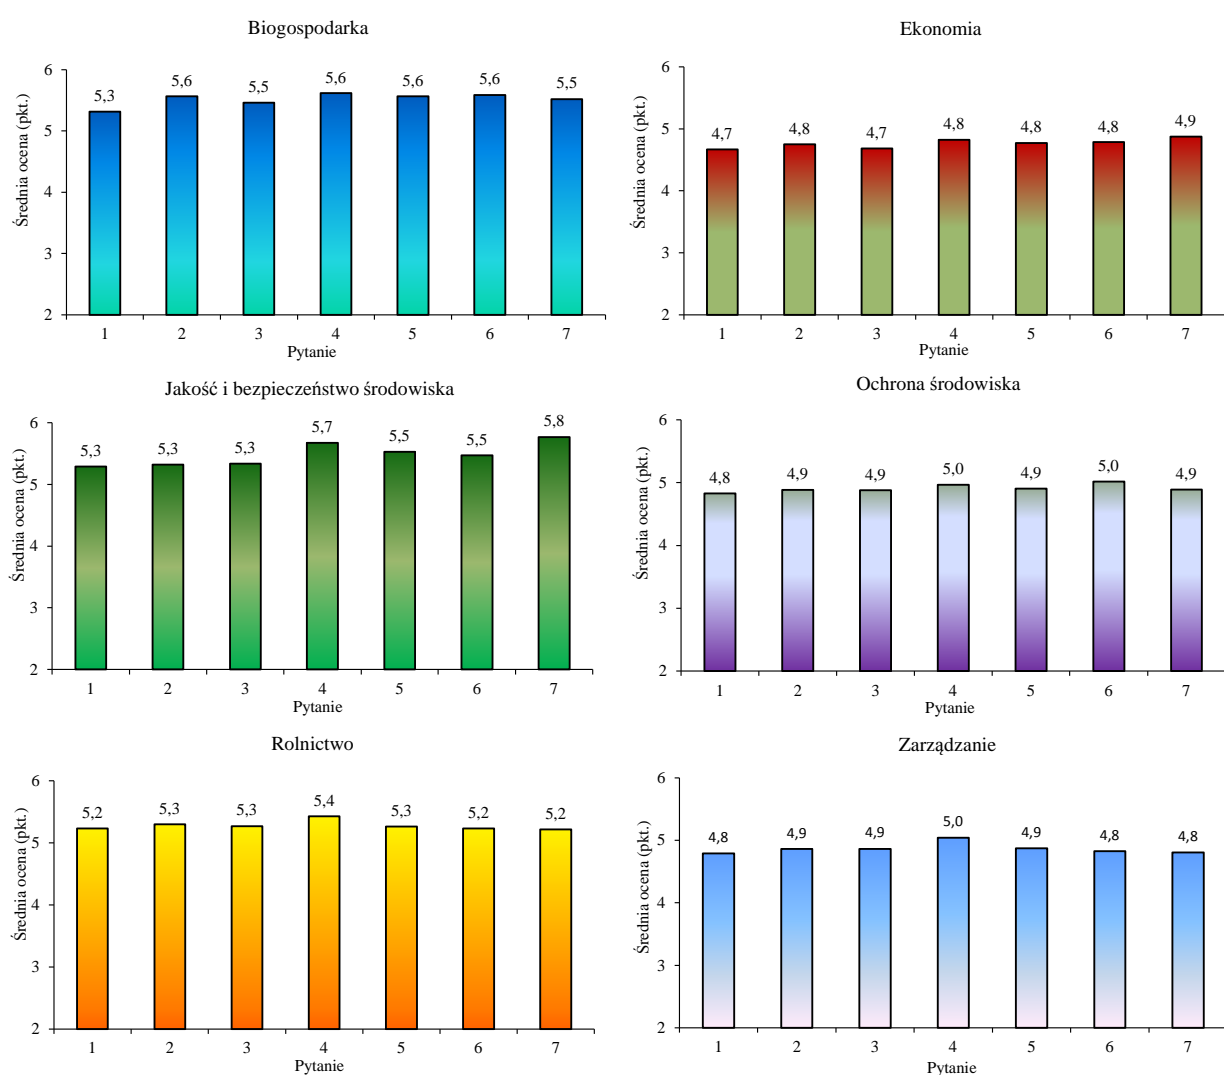 Biogospodarka
Średnia ocena (pkt.)
6
5
4
3
2
5,3 5,6 5,5 5,6 5,6 5,6 5,5
1 2 3 4 5 6 7
Pytanie
Ekonomia
Średnia ocena (pkt.)
6
5
4
3
2
4,7 4,8 4,7 4,8 4,8 4,8 4,9
1 2 3 4 5 6 7
Pytanie
Jakość i bezpieczeństwo środowiska
Średnia ocena (pkt.)
6
5
4
3
2
5,3 5,3 5,3 5,7 5,5 5,5 5,8
1 2 3 4 5 6 7
Pytanie
Ochrona środowiska
Średnia ocena (pkt.)
6
5
4
3
2
4,8 4,9 4,9 5,0 4,9 5,0 4,9
1 2 3 4 5 6 7
Pytanie
Rolnictwo
Średnia ocena (pkt.)
6
5
4
3
2
5,2 5,3 5,3 5,4 5,3 5,2 5,2
1 2 3 4 5 6 7
Pytanie
Zarządzanie
Średnia ocena (pkt.)
6
5
4
3
2
4,8 4,9 4,9 5,0 4,9 4,8 4,8
1 2 3 4 5 6 7
Pytanie